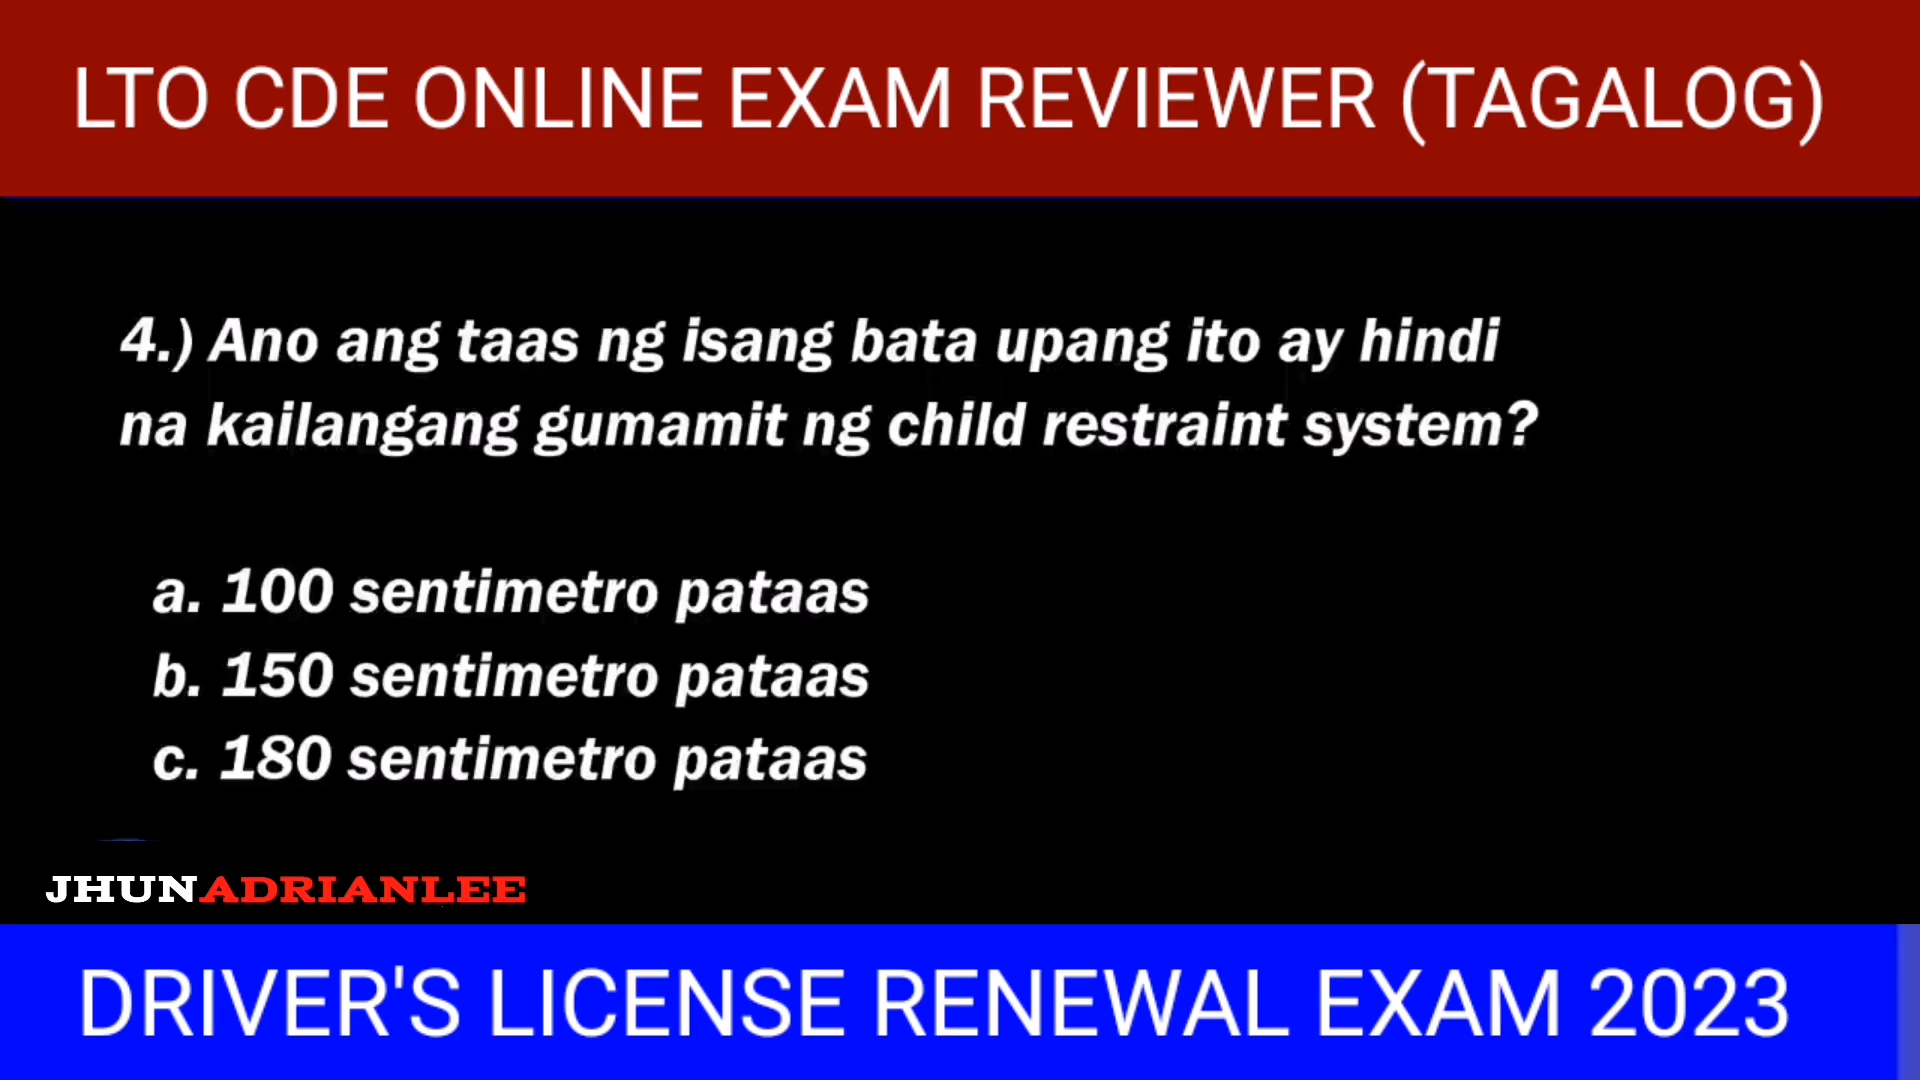 LTO CDE ONLINE EXAM REVIEWER (TAGALOG)
4.) Ano ang taas ng isang bata upang ito ay hindi
na kailangang gumamit ng child restraint system?
a. 100 sentimetro pataas
b. 150 sentimetro pataas
c. 180 sentimetro pataas
JHUNADRIANLEE
DRIVER'S LICENSE RENEWAL EXAM 2023